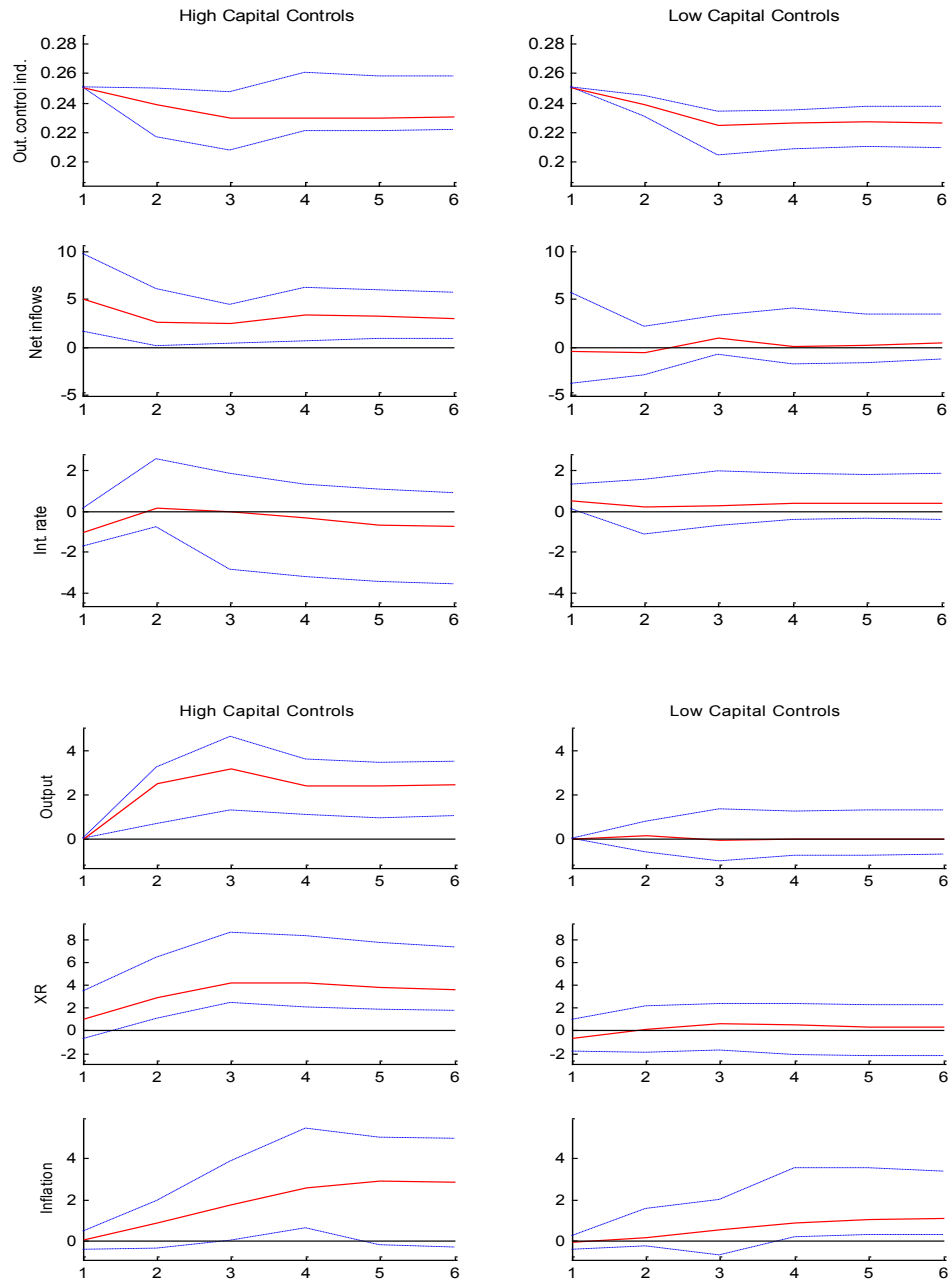 High Capital Controls
Low Capital Controls
Out. control ind.
0.28
0.26
0.24
0.22
0.2
1 2 3 4 5 6
0.28
0.26
0.24
0.22
0.2
1 2 3 4 5 6
Net inflows
10
5
0
-5
1 2 3 4 5 6
10
5
0
-5
1 2 3 4 5 6
Int. rate
2
0
-2
-4
1 2 3 4 5 6
2
0
-2
-4
1 2 3 4 5 6
High Capital Controls
Low Capital Controls
Output
4
2
0
1 2 3 4 5 6
4
2
0
1 2 3 4 5 6
XR
8
6
4
2
0
-2
1 2 3 4 5 6
8
6
4
2
0
-2
1 2 3 4 5 6
Inflation
4
2
0
1 2 3 4 5 6
4
2
0
1 2 3 4 5 6